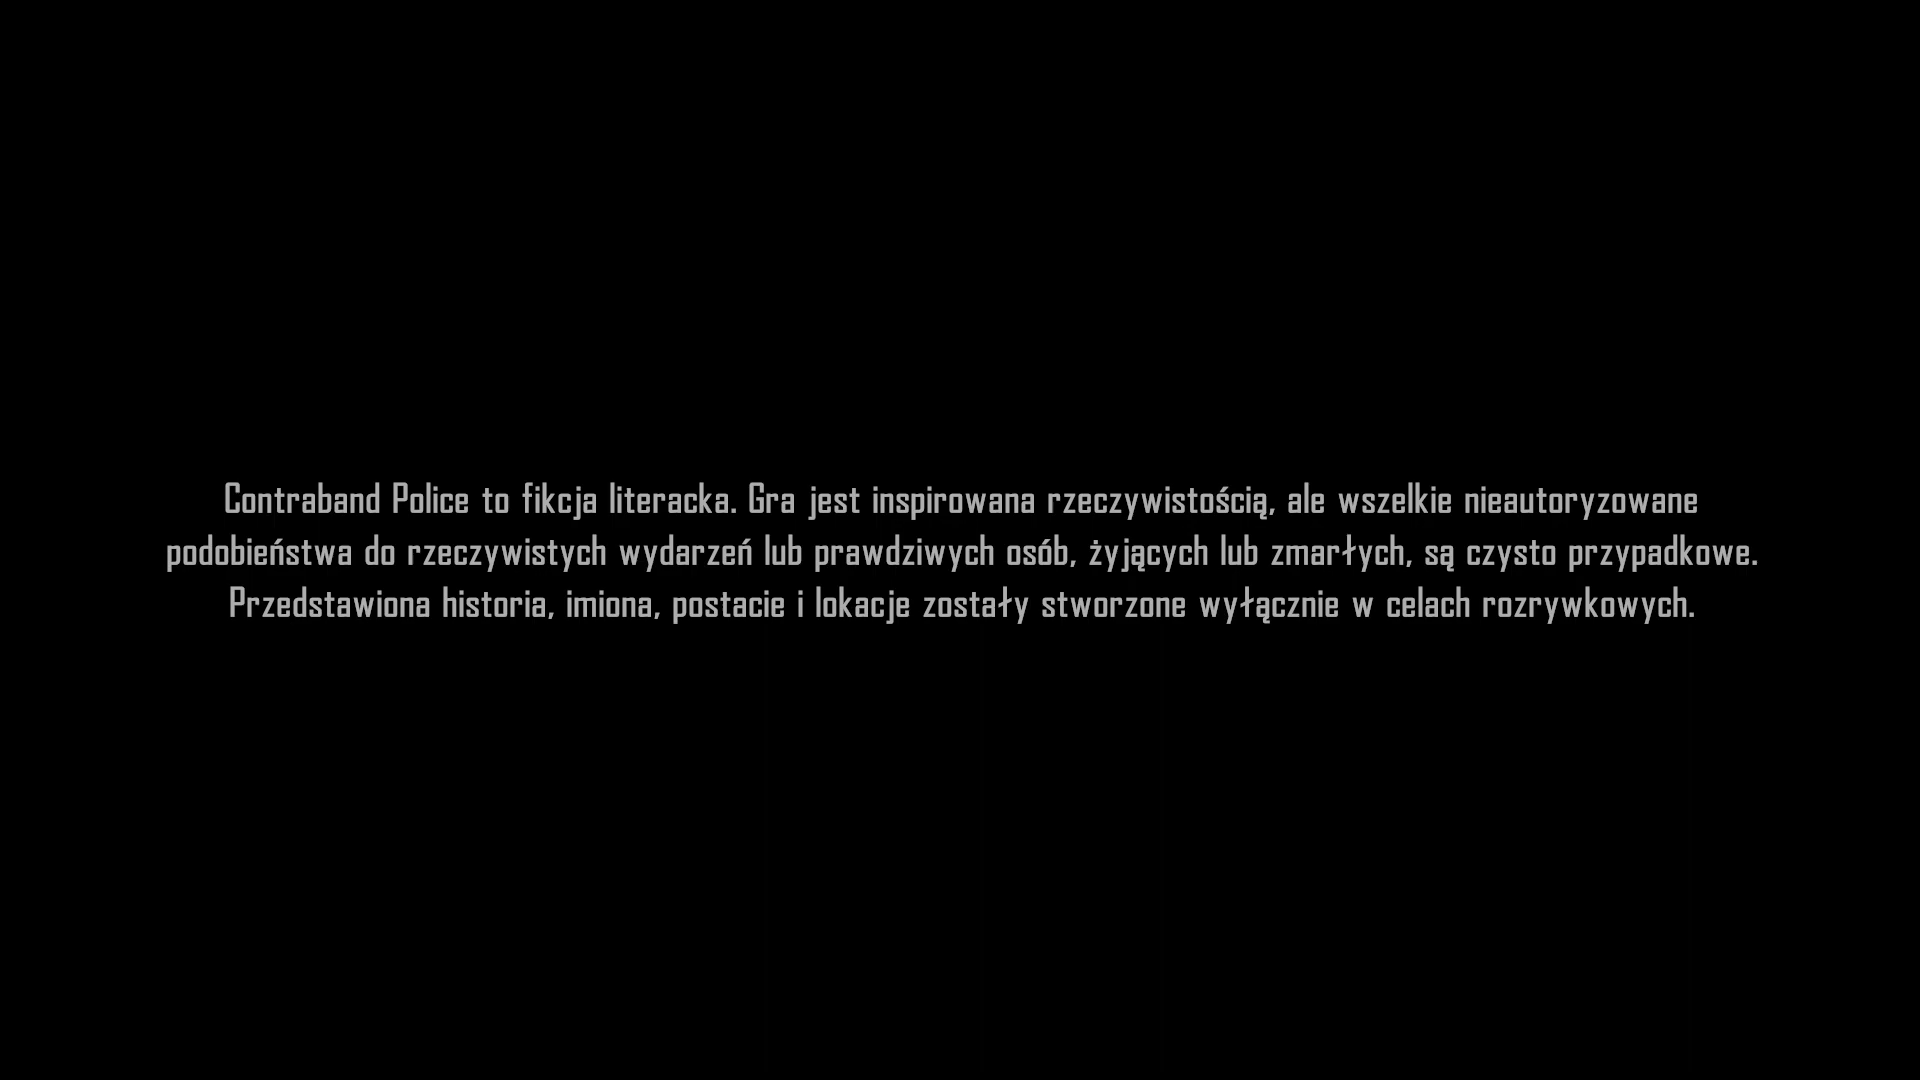 Contraband Police to fikcja literacka. Gra jest inspirowana rzeczywistością, ale wszelkie nieautoryzowane
podobieństwa do rzeczywistych wydarzeń lub prawdziwych osób, żyjących lub zmarłych, są czysto przypadkowe.
Przedstawiona historia, imiona, postacie i lokacje zostały stworzone wyłącznie w celach rozrywkowych.